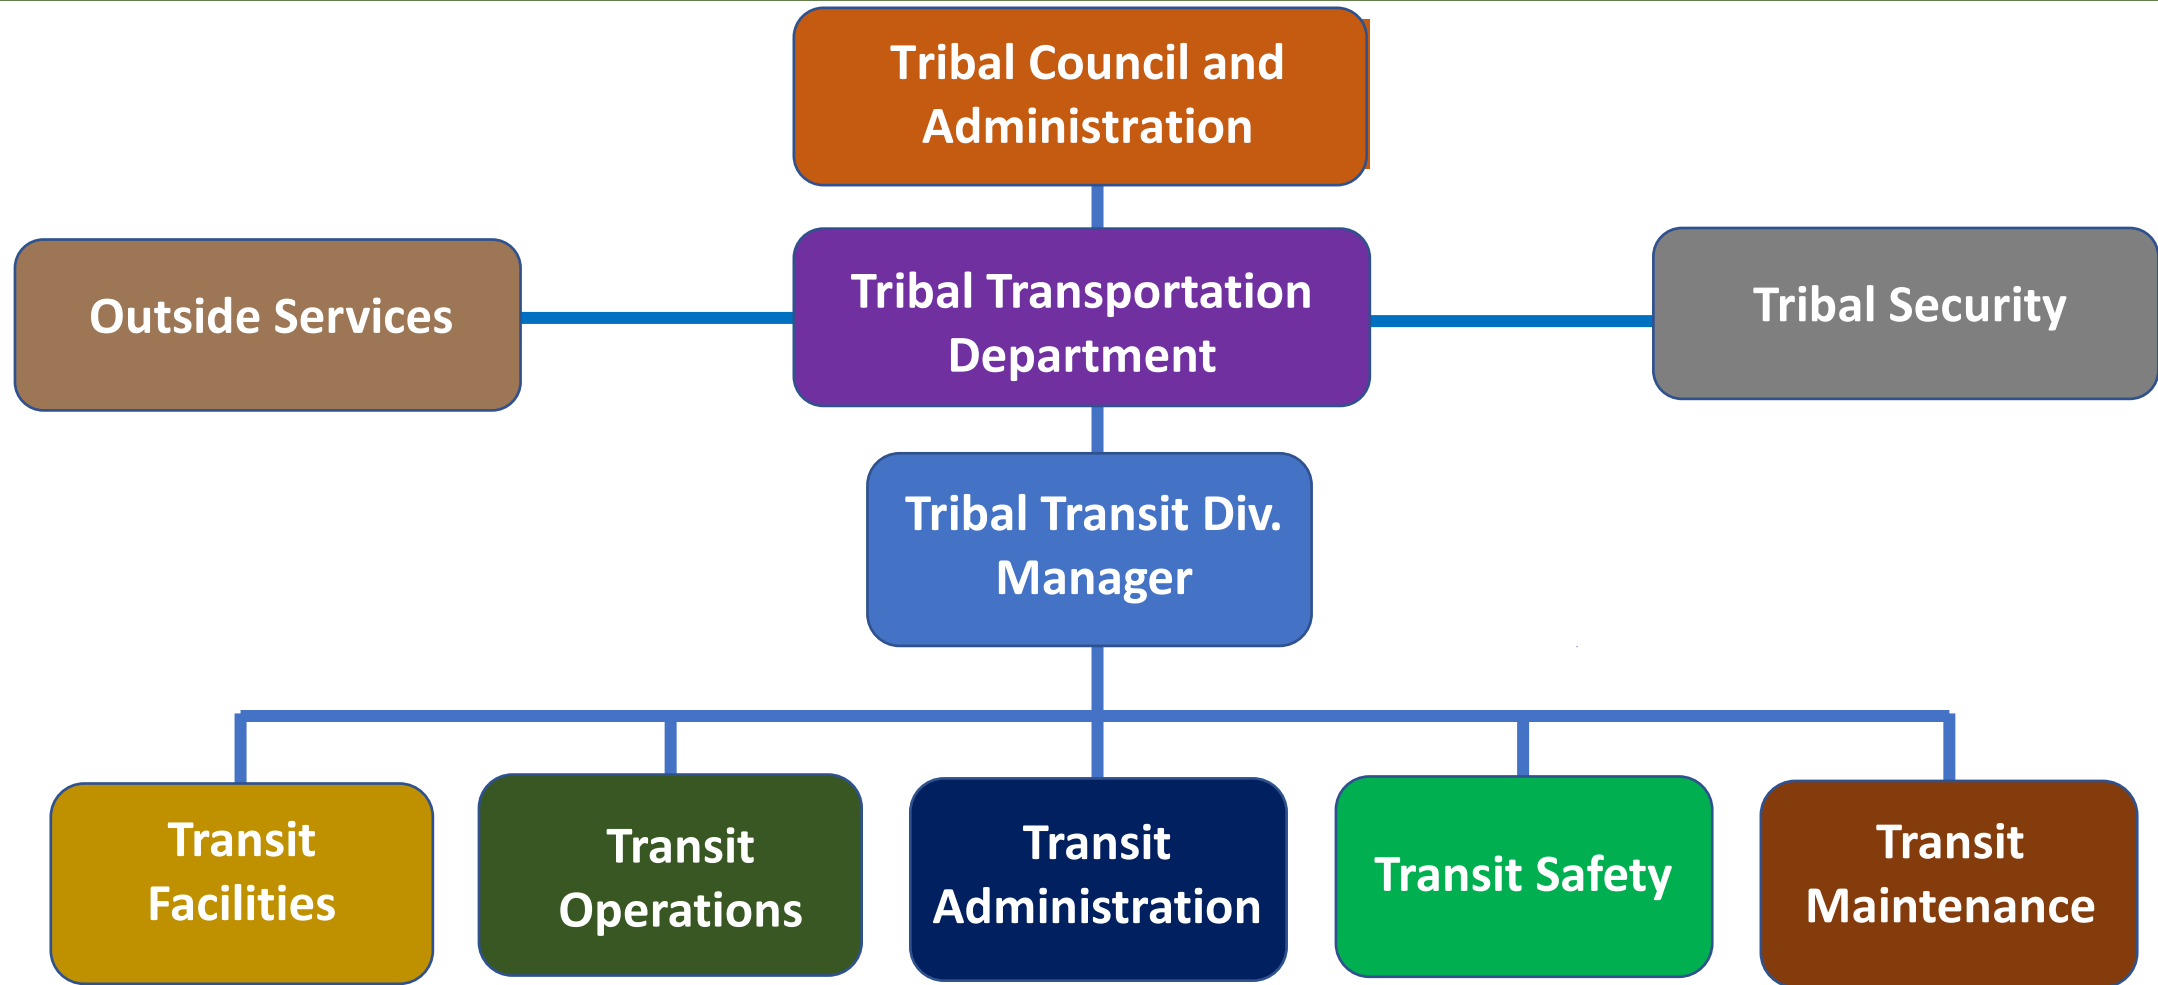 Tribal Council and
Administration
Outside Services
Tribal Transportation
Department
Tribal Security
Tribal Transit Div.
Manager
Transit
Facilities
Transit
Operations
Transit
Administration
Transit Safety
Transit
Maintenance